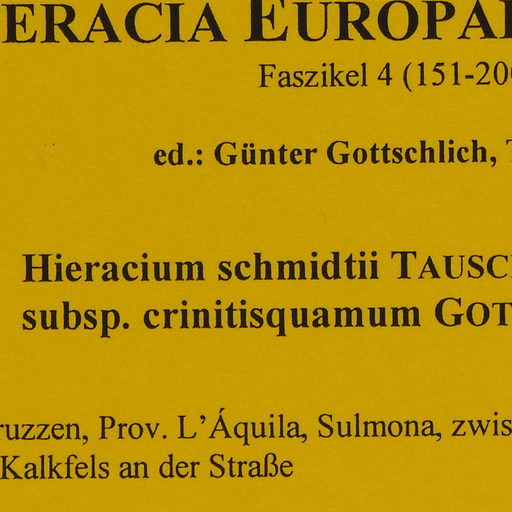 ERACIA EUROPA
Faszikel 4 (151-20
ed.: Günter Gottschlich,
Hieracium schmidtii TAUSC
subsp. crinitisquamum GOT
ruzzen, Prov. L'Áquila, Sulmona, zwis
Kalkfels an der Straße